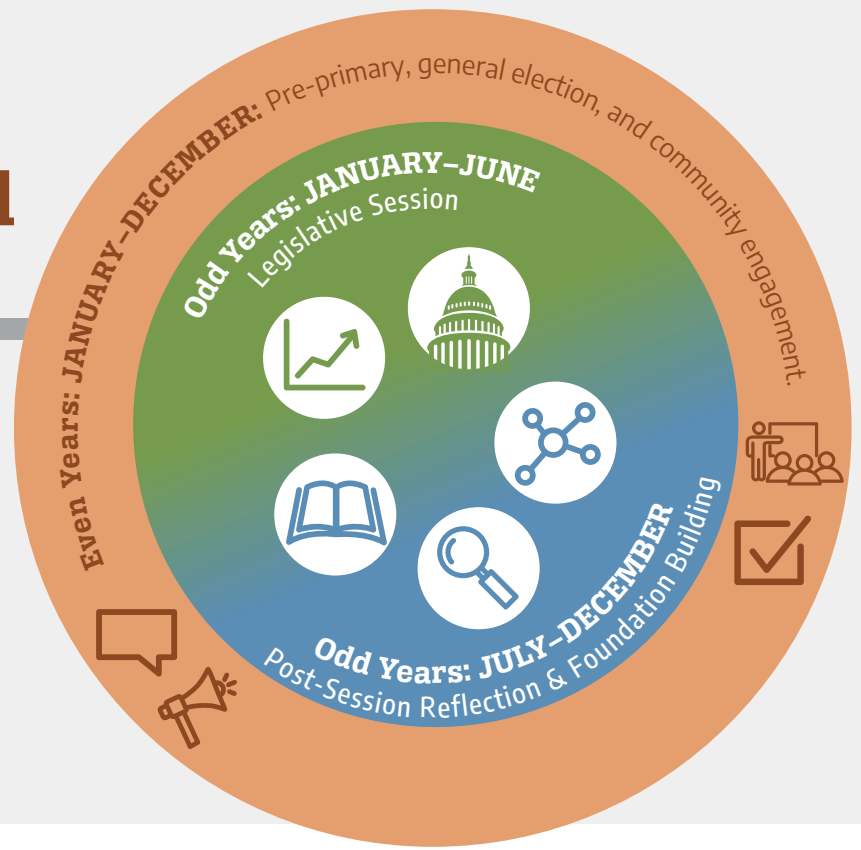 Even Years: JANUARY–DECEMBER: Pre-primary, general election, and community engagement.
Odd Years: JANUARY–JUNE
Legislative Session
Odd Years: JULY–DECEMBER
Post-Session Reflection & Foundation Building